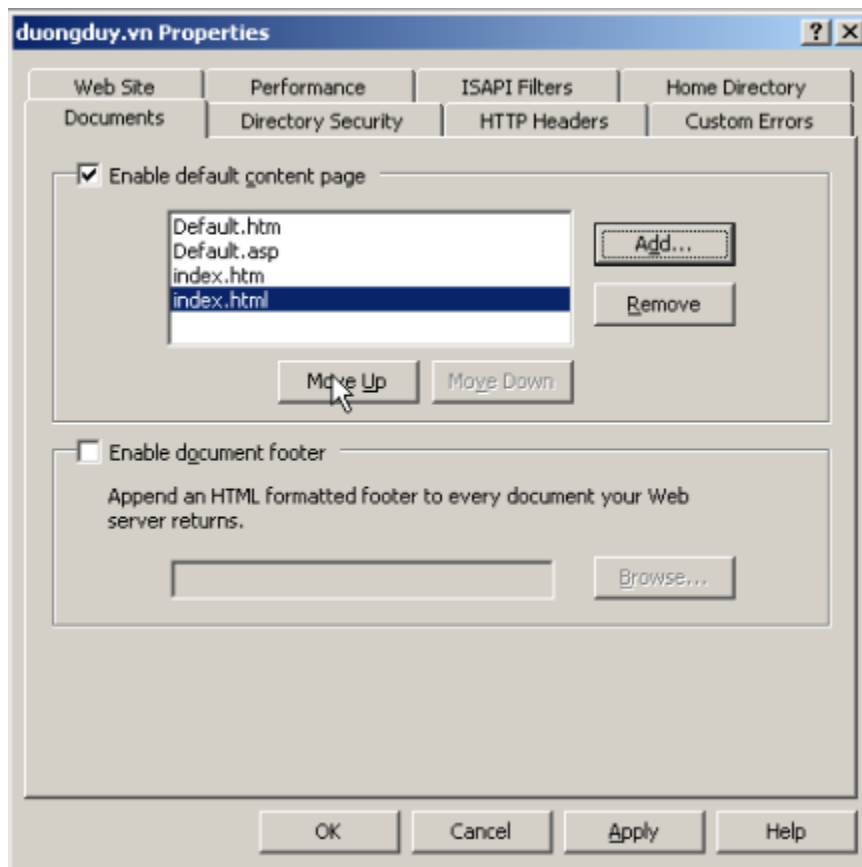 duongduy.vn Properties
Web Site Performance ISAPI Filters Home Directory
Documents Directory Security HTTP Headers Custom Errors
Enable default content page
Default.htm
Default.asp
index.htm
index.html
Add...
Remove
Move Up Move Down
Enable document footer
Append an HTML formatted footer to every document your Web
server returns.
Browse...
OK Cancel Apply Help